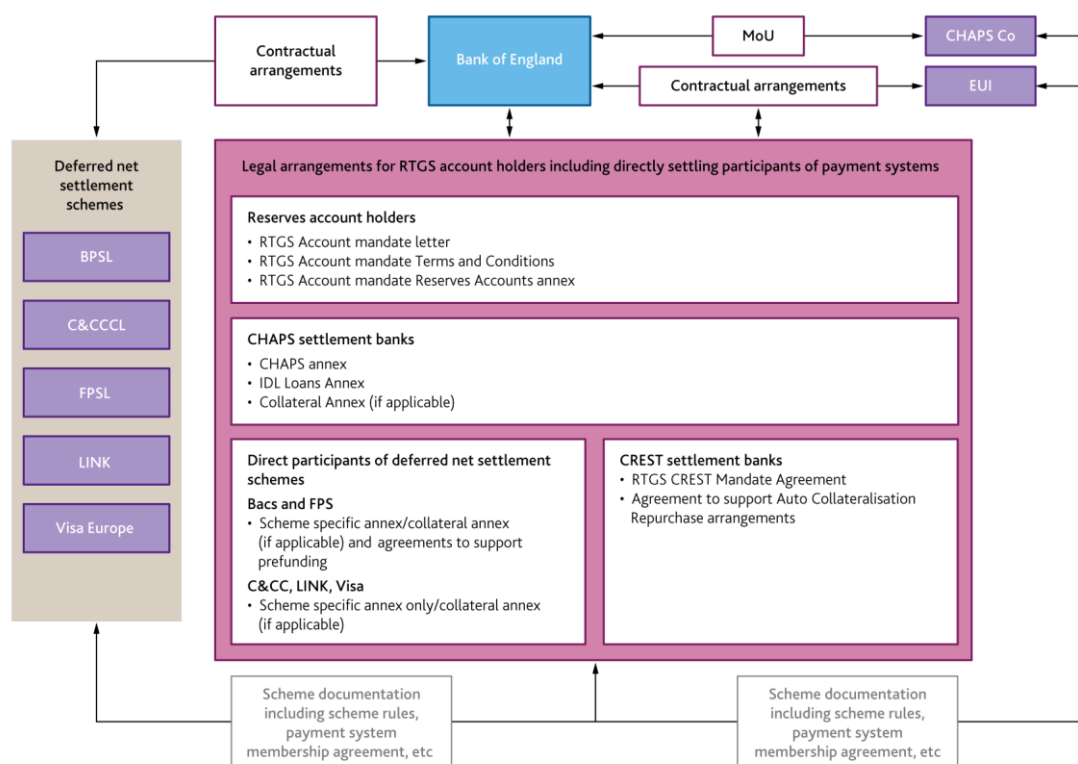 Contractual
arrangements
Bank of England
MoU
CHAPS Co
Contractual arrangements
EUI
Deferred net
settlement
schemes
BPSL
C&CCCL
FPSL
LINK
Visa Europe
Legal arrangements for RTGS account holders including directly settling participants of payment systems
Reserves account holders
• RTGS Account mandate letter
• RTGS Account mandate Terms and Conditions
• RTGS Account mandate Reserves Accounts annex
CHAPS settlement banks
• CHAPS annex
• IDL Loans Annex
• Collateral Annex (if applicable)
Direct participants of deferred net settlement
schemes
Bacs and FPS
• Scheme specific annex/collateral annex
(if applicable) and agreements to support
prefunding
C&CC, LINK, Visa
• Scheme specific annex only/collateral annex
(if applicable)
CREST settlement banks
• RTGS CREST Mandate Agreement
• Agreement to support Auto Collateralisation
Repurchase arrangements
Scheme documentation
including scheme rules,
payment system
membership agreement, etc
Scheme documentation
including scheme rules,
payment system
membership agreement, etc